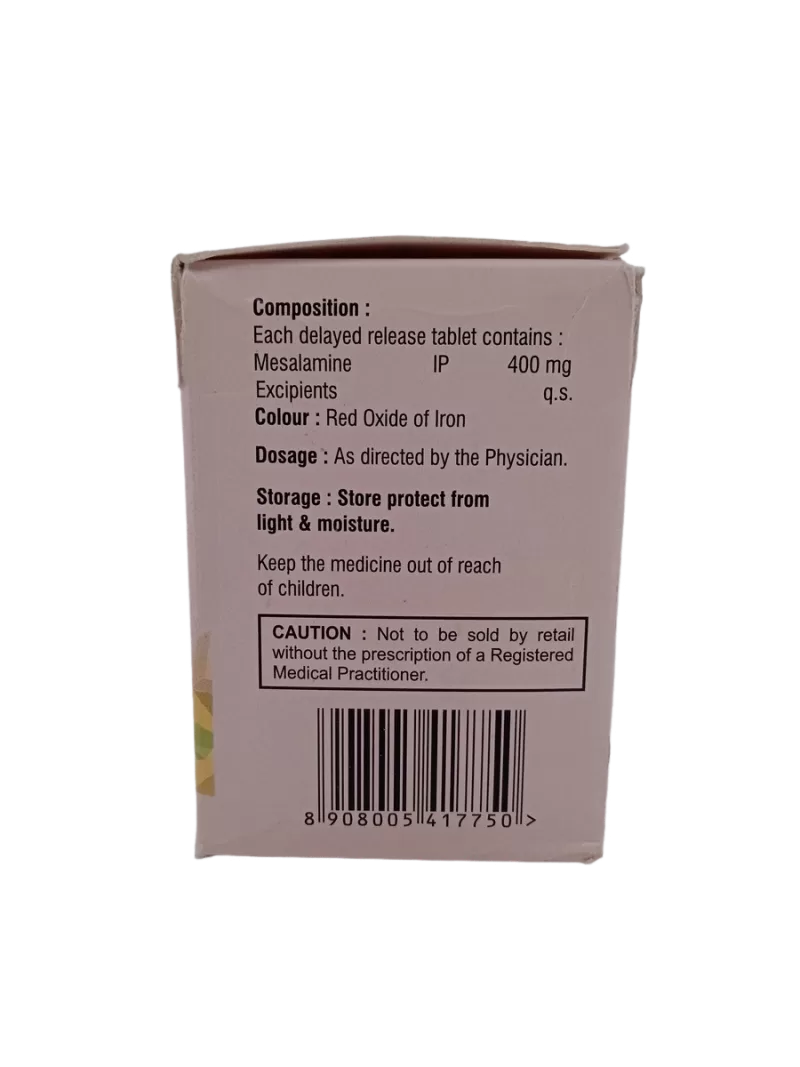 Composition :
Each delayed release tablet contains :
Mesalamine IP 400 mg
Excipients q.s.
Colour : Red Oxide of Iron
Dosage : As directed by the Physician.
Storage : Store protect from
light & moisture.
Keep the medicine out of reach
of children.
CAUTION : Not to be sold by retail
without the prescription of a Registered
Medical Practitioner.
8 908005 417750 >